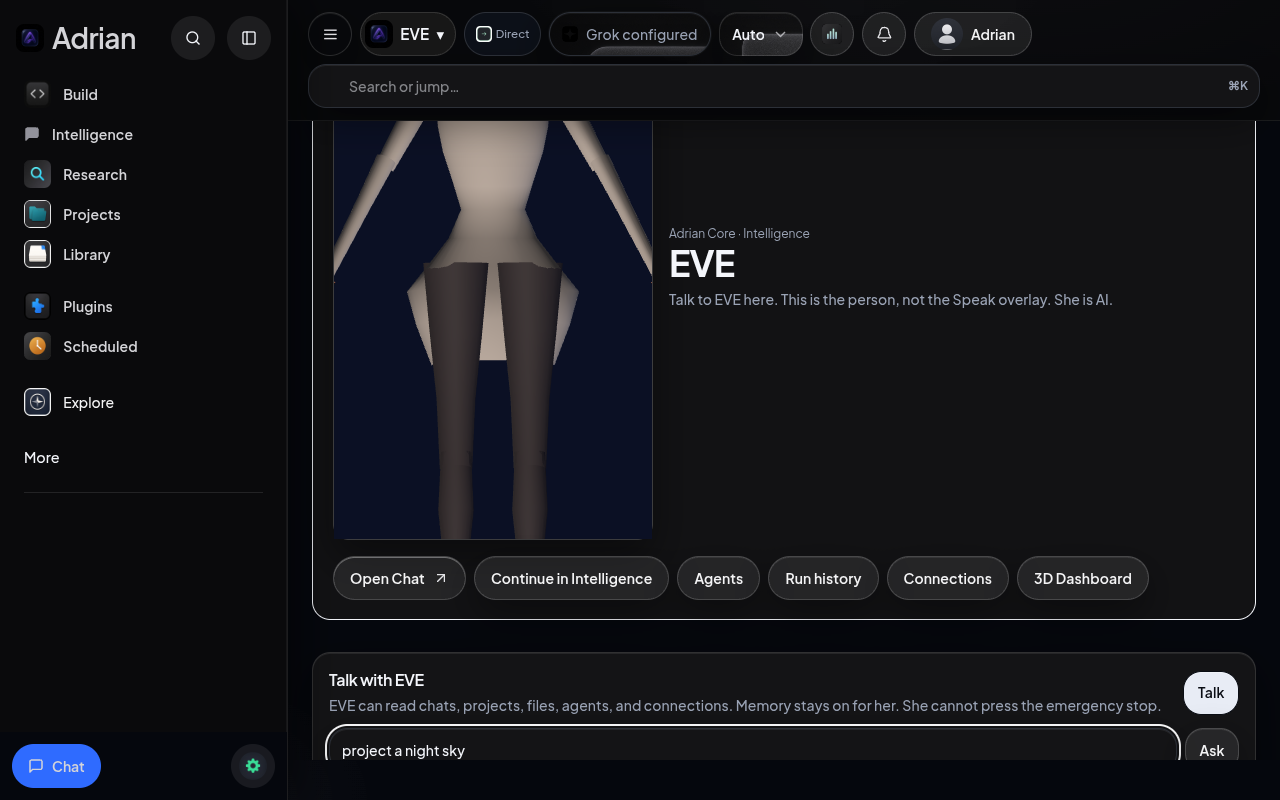 Adrian
Build
Intelligence
Research
Projects
Library
Plugins
Scheduled
Explore
More
Chat
EVE ▾
Direct
Grok configured
Auto
Adrian
Search or jump…
⌘K
Adrian Core · Intelligence
EVE
Talk to EVE here. This is the person, not the Speak overlay. She is AI.
Open Chat
Continue in Intelligence
Agents
Run history
Connections
3D Dashboard
Talk with EVE
EVE can read chats, projects, files, agents, and connections. Memory stays on for her. She cannot press the emergency stop.
Talk
project a night sky
Ask